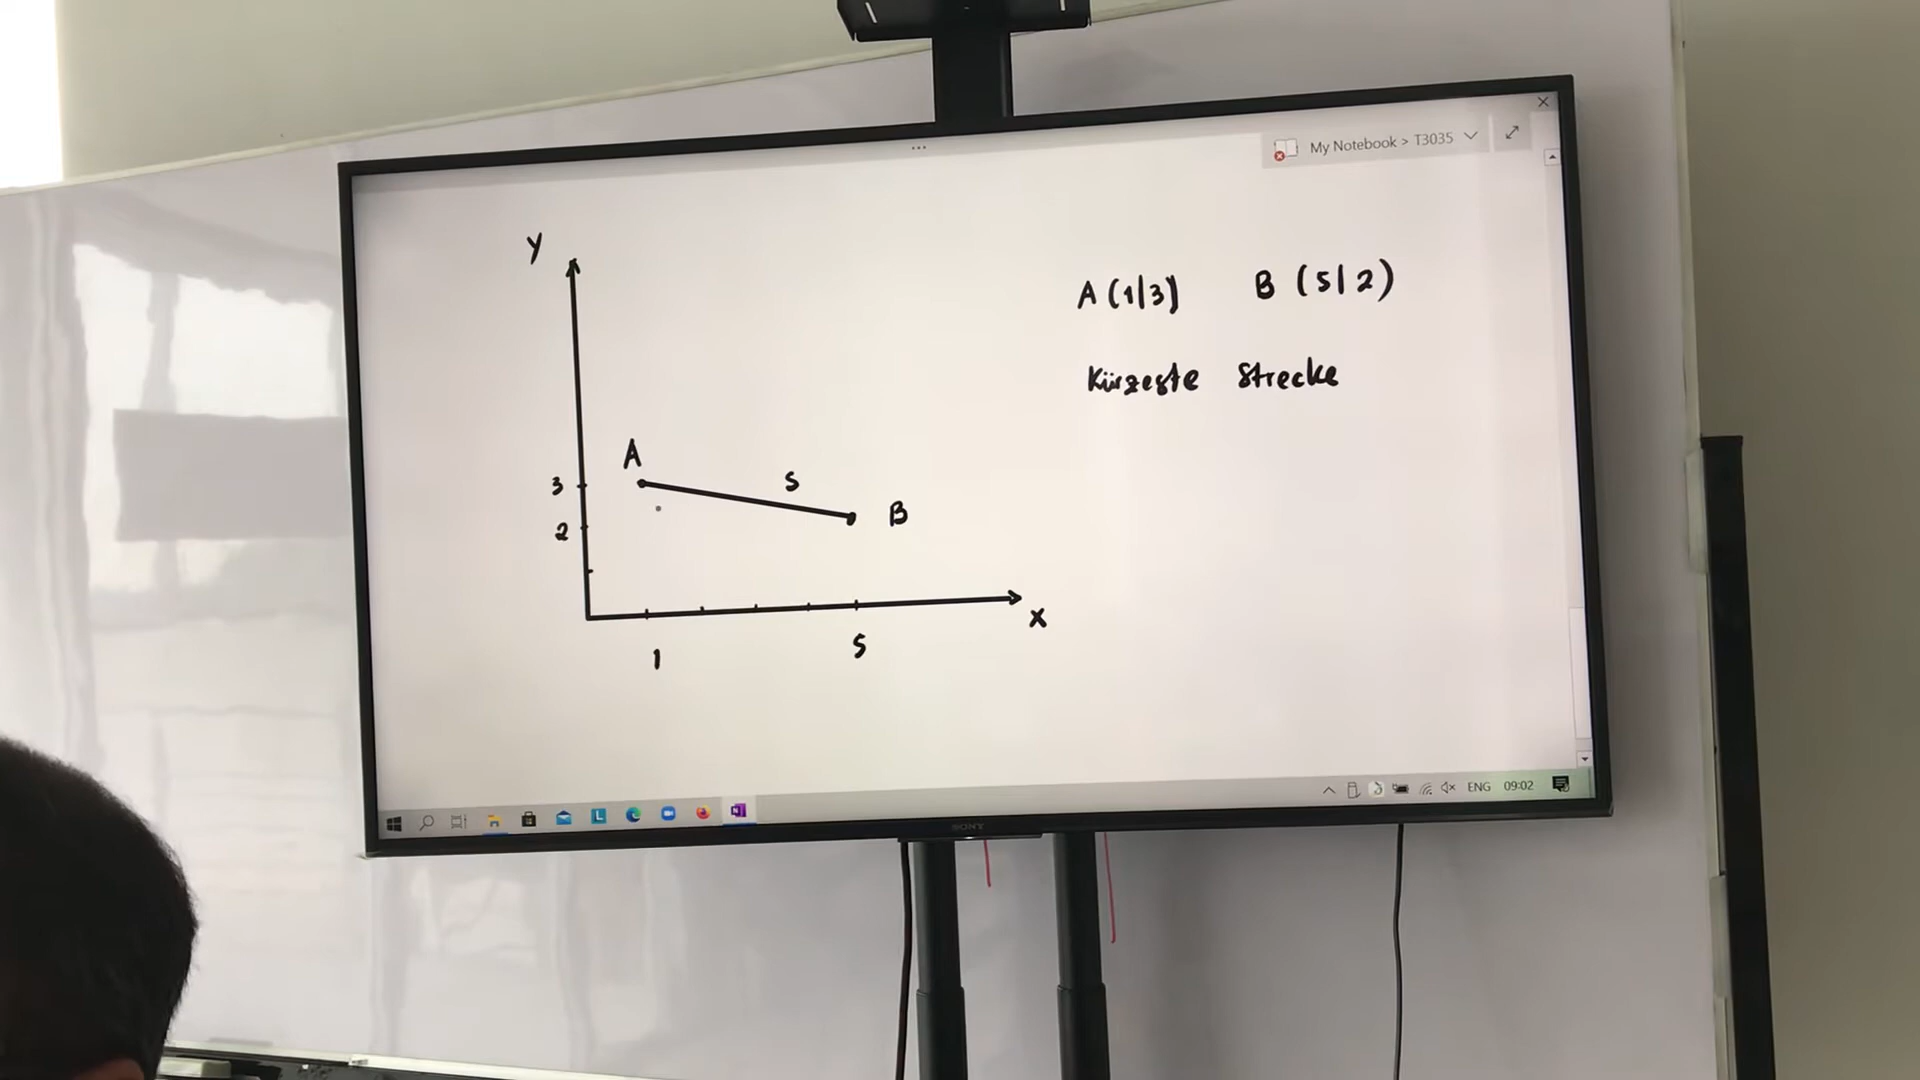 My Notebook > T3035
y
A (1|3) B (5|2)
Kürzeste Strecke
A
s
3
B
2
x
1
5
ENG 09:02
SONY